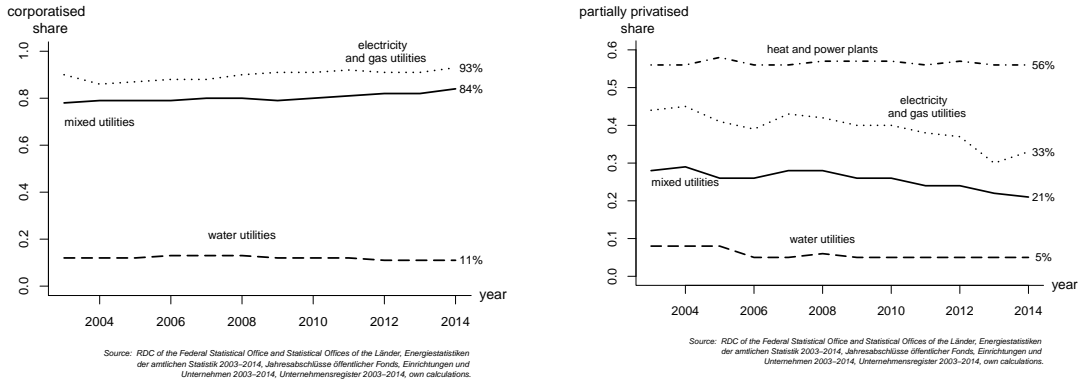 corporatised
share
1.0
0.8
0.6
0.4
0.2
0.0
electricity
and gas utilities
93%
84%
mixed utilities
water utilities
11%
year
2004 2006 2008 2010 2012 2014
Source: RDC of the Federal Statistical Office and Statistical Offices of the Länder, Energiestatistiken
der amtlichen Statistik 2003–2014, Jahresabschlüsse öffentlicher Fonds, Einrichtungen und
Unternehmen 2003–2014, Unternehmensregister 2003–2014, own calculations.
partially privatised
share
0.6
0.5
0.4
0.3
0.2
0.1
0.0
heat and power plants
56%
electricity
and gas utilities
33%
mixed utilities
21%
water utilities
5%
year
2004 2006 2008 2010 2012 2014
Source: RDC of the Federal Statistical Office and Statistical Offices of the Länder, Energiestatistiken
der amtlichen Statistik 2003–2014, Jahresabschlüsse öffentlicher Fonds, Einrichtungen und
Unternehmen 2003–2014, Unternehmensregister 2003–2014, own calculations.